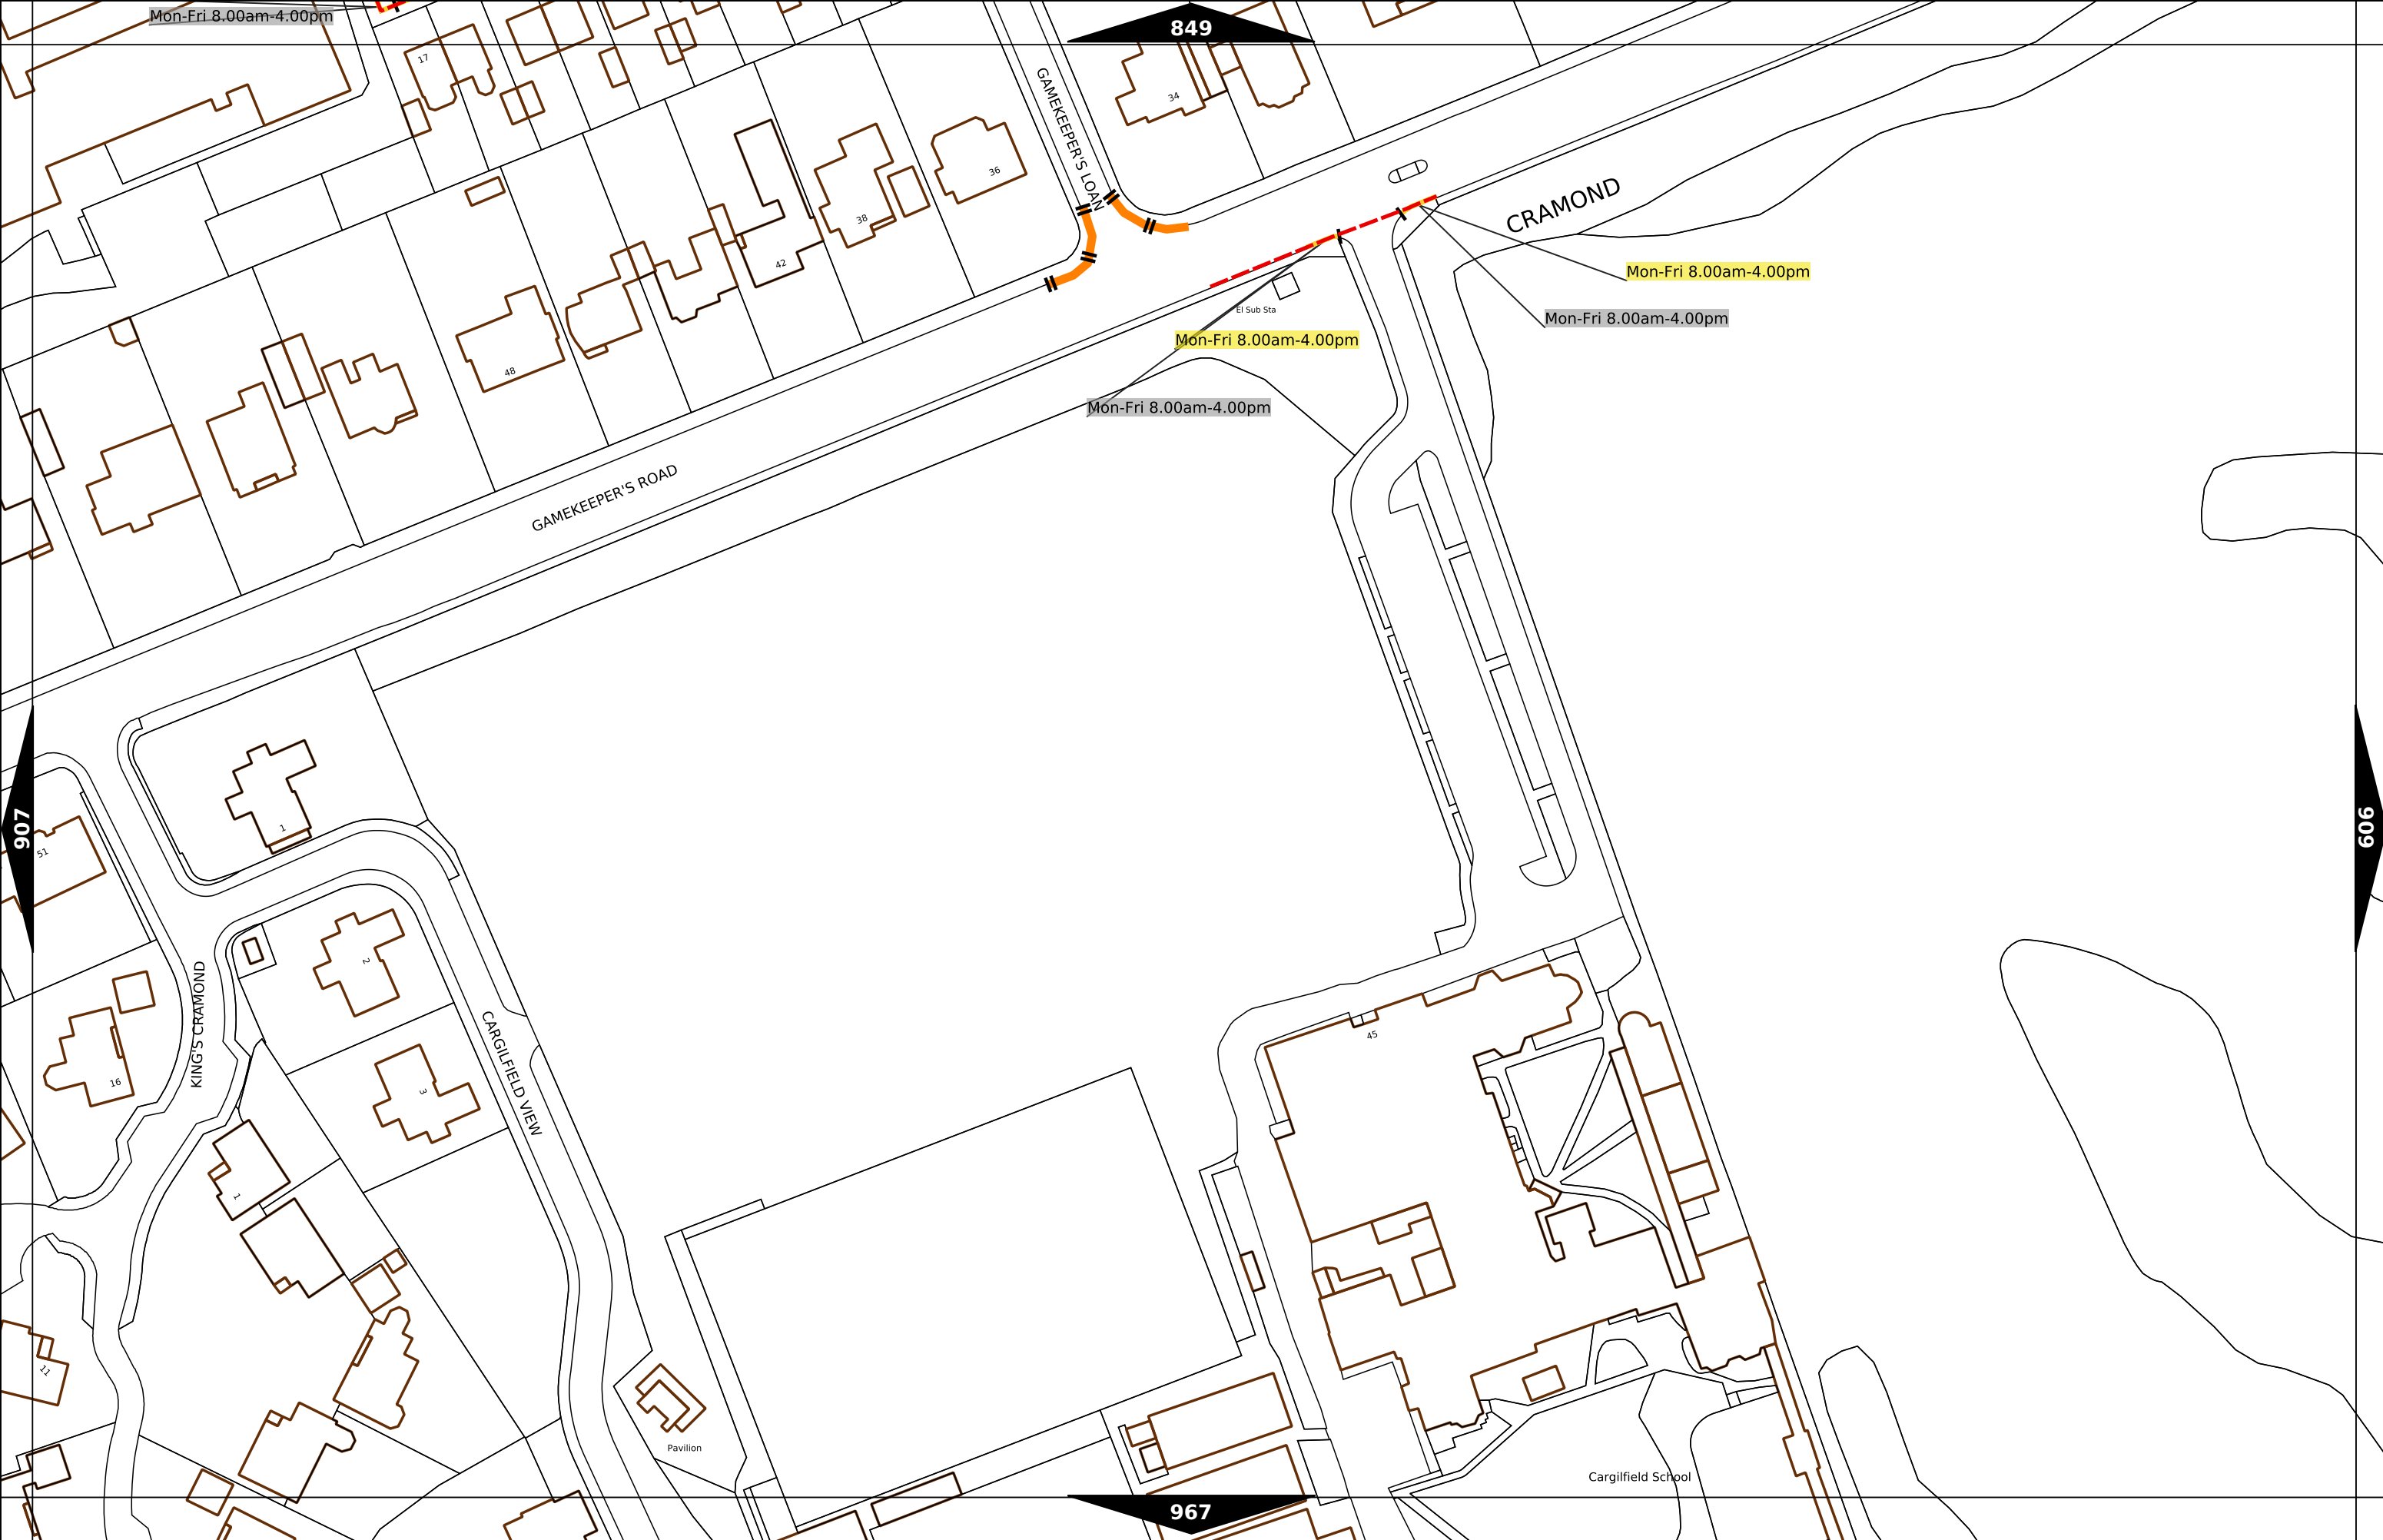 Mon-Fri 8.00am-4.00pm
849
17
34
GAMEKEEPER'S LOAN
36
38
42
CRAMOND
Mon-Fri 8.00am-4.00pm
El Sub Sta
Mon-Fri 8.00am-4.00pm
Mon-Fri 8.00am-4.00pm
48
Mon-Fri 8.00am-4.00pm
GAMEKEEPER'S ROAD
907
1
909
51
2
KING'S CRAMOND
CARGILFIELD VIEW
45
16
3
1
11
Pavilion
Cargilfield School
967